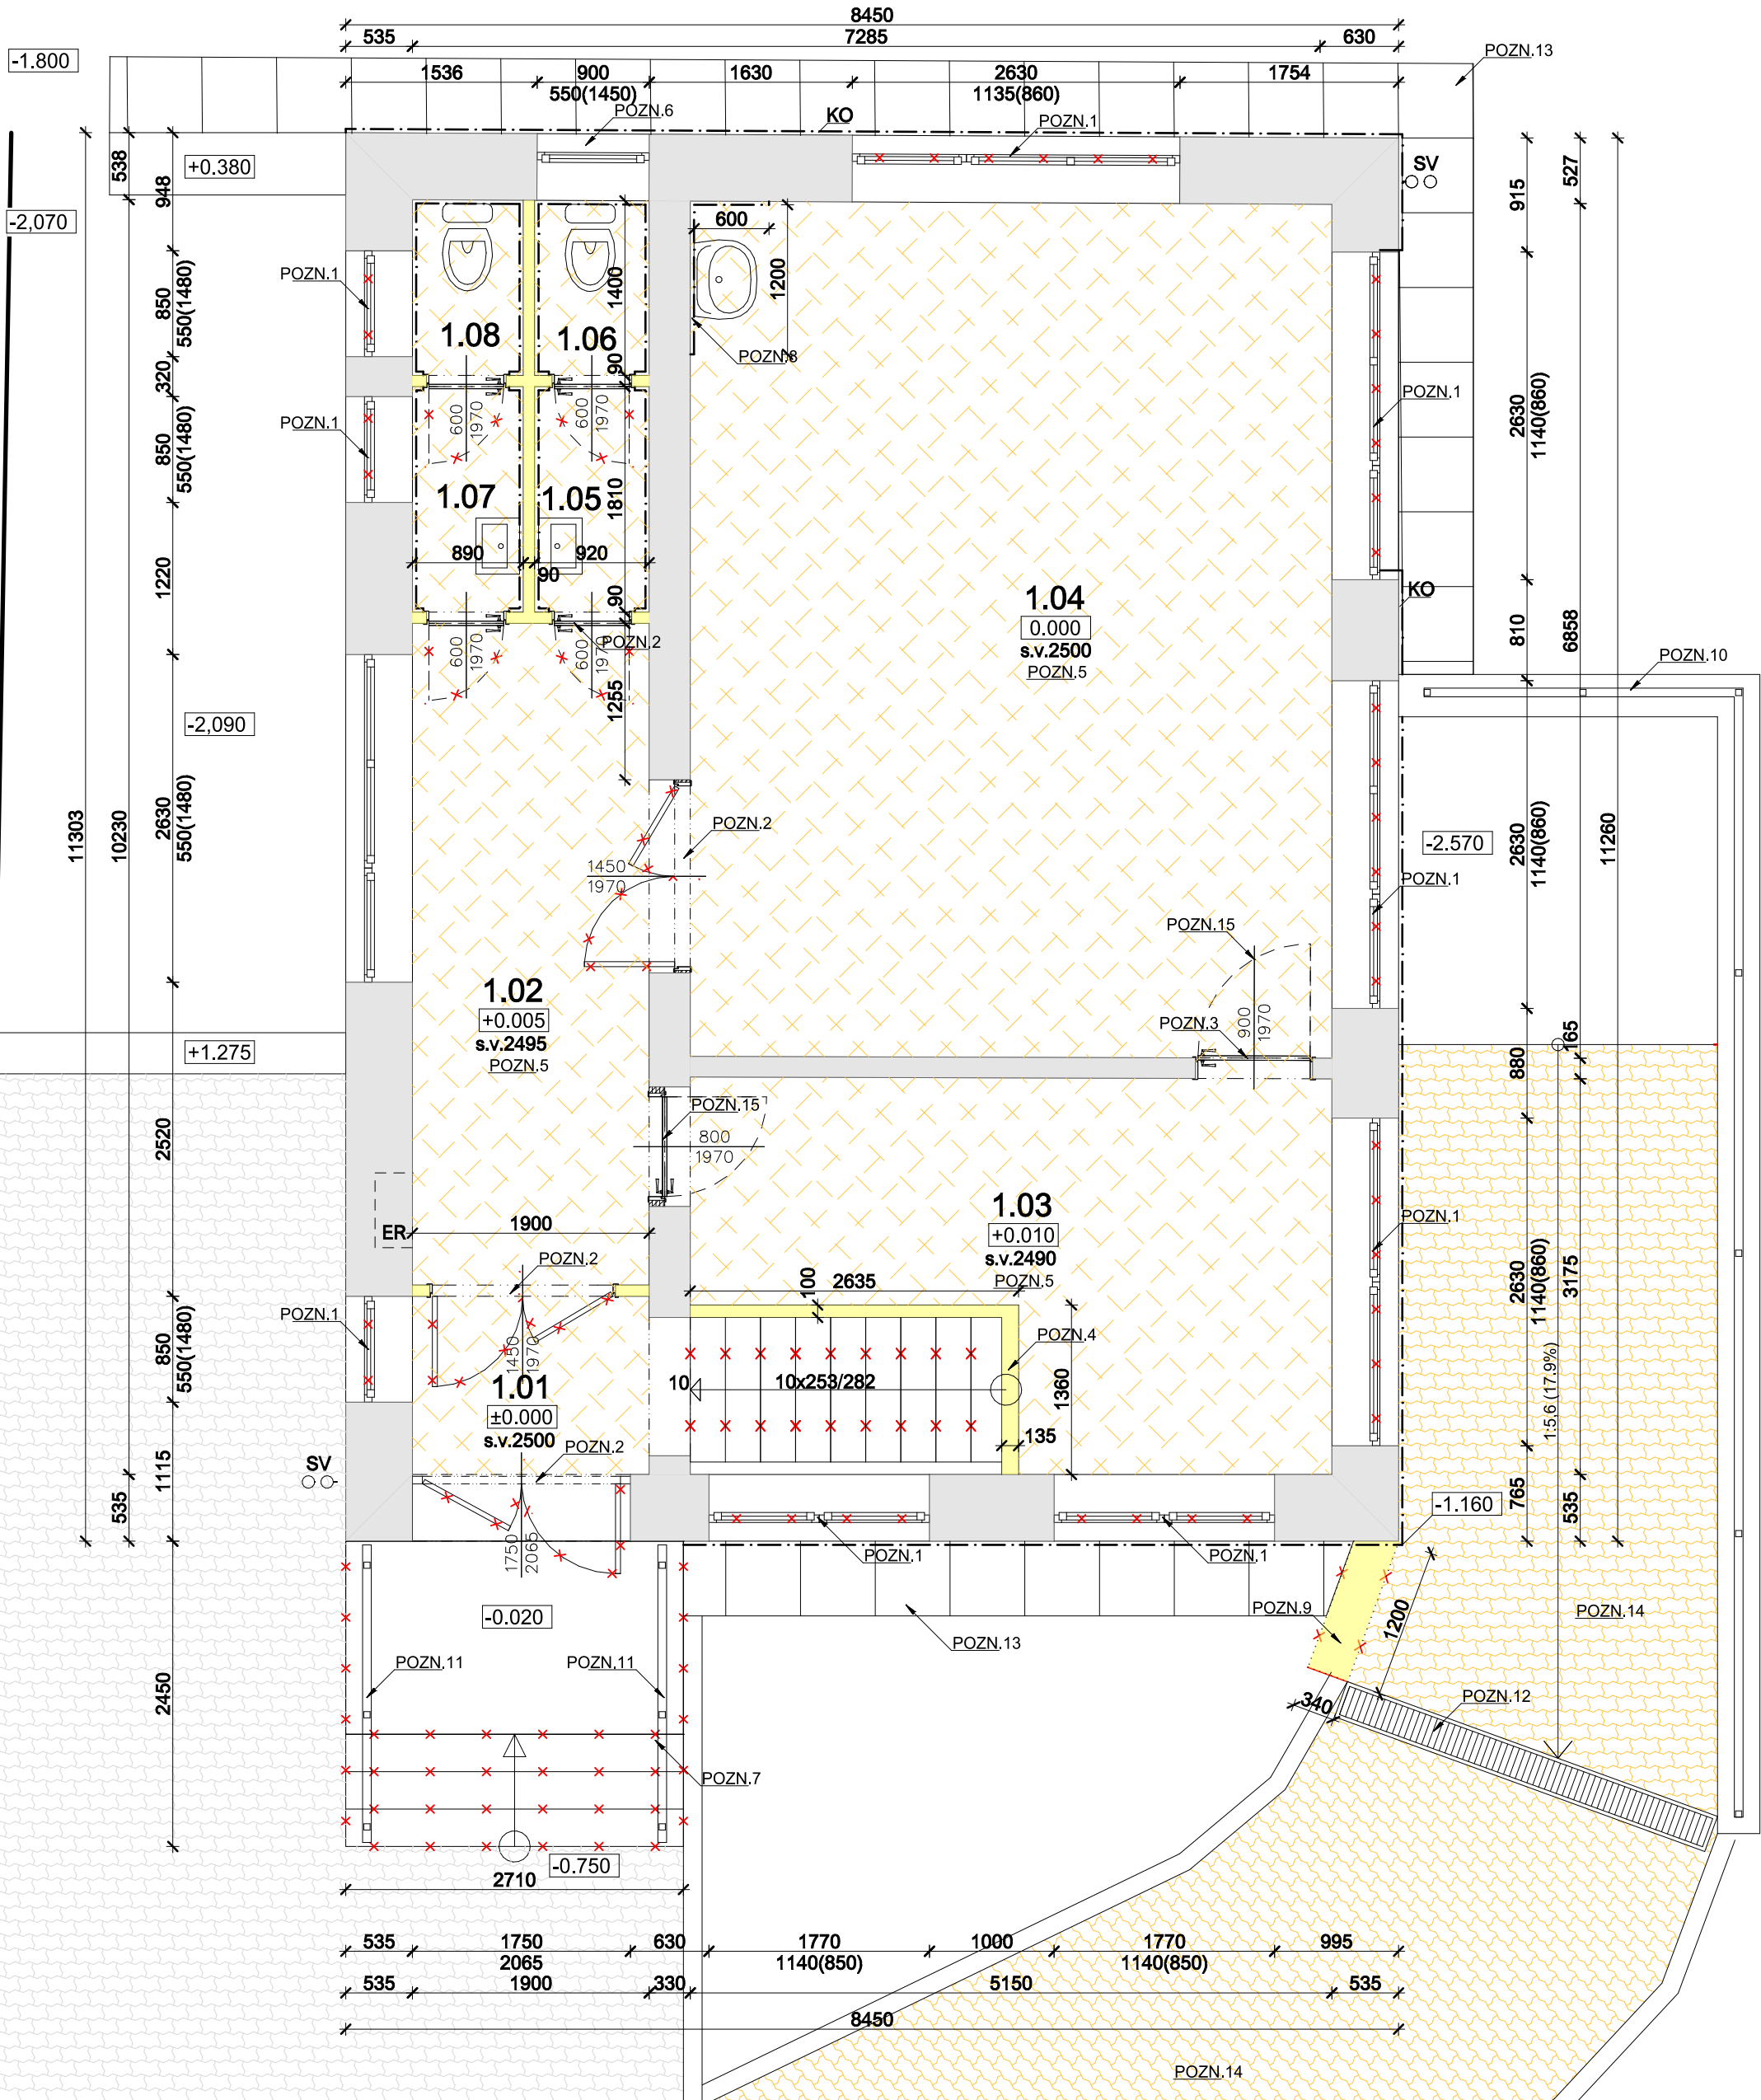 8450
535 7285 630
-1.800
POZN.13
1536 900 1630 2630 1754
550(1450) 1135(860)
POZN.6
KO
POZN.1
538
+0.380
948
SV
527
915
-2,070
600
1200
1400
POZN.1
850
550(1480)
1.08
1.06
POZN.8
90
320
2630
1140(860)
POZN.1
600
1970
600
1970
POZN.1
850
550(1480)
1.07
1.05
1810
890
920
90
1220
90
1.04
0.000
s.v.2500
POZN.5
KO
810
6858
600
1970
600
1970
POZN.2
POZN.10
1255
-2,090
11303
10230
2630
550(1480)
POZN.2
1450
1970
-2.570
2630
1140(860)
11260
POZN.1
POZN.15
1.02
+0.005
s.v.2495
POZN.5
900
1970
POZN.3
165
+1.275
880
POZN.15
800
1970
2520
1.03
+0.010
s.v.2490
POZN.5
POZN.1
ER
1900
POZN.2
100
2635
2630
1140(860)
3175
POZN.1
850
550(1480)
1450
1970
POZN.4
1:5,6 (17.9%)
1.01
±0.000
s.v.2500
10
10x253/282
1360
135
POZN.2
SV
1115
535
765
535
-1.160
1750
2065
POZN.1
POZN.1
-0.020
POZN.9
1200
POZN.14
POZN.13
POZN.11
POZN.11
2450
340
POZN.12
POZN.7
-0.750
2710
535 1750 630 1770 1000 1770 995
2065 1140(850) 1140(850)
535 1900 330 5150 535
8450
POZN.14